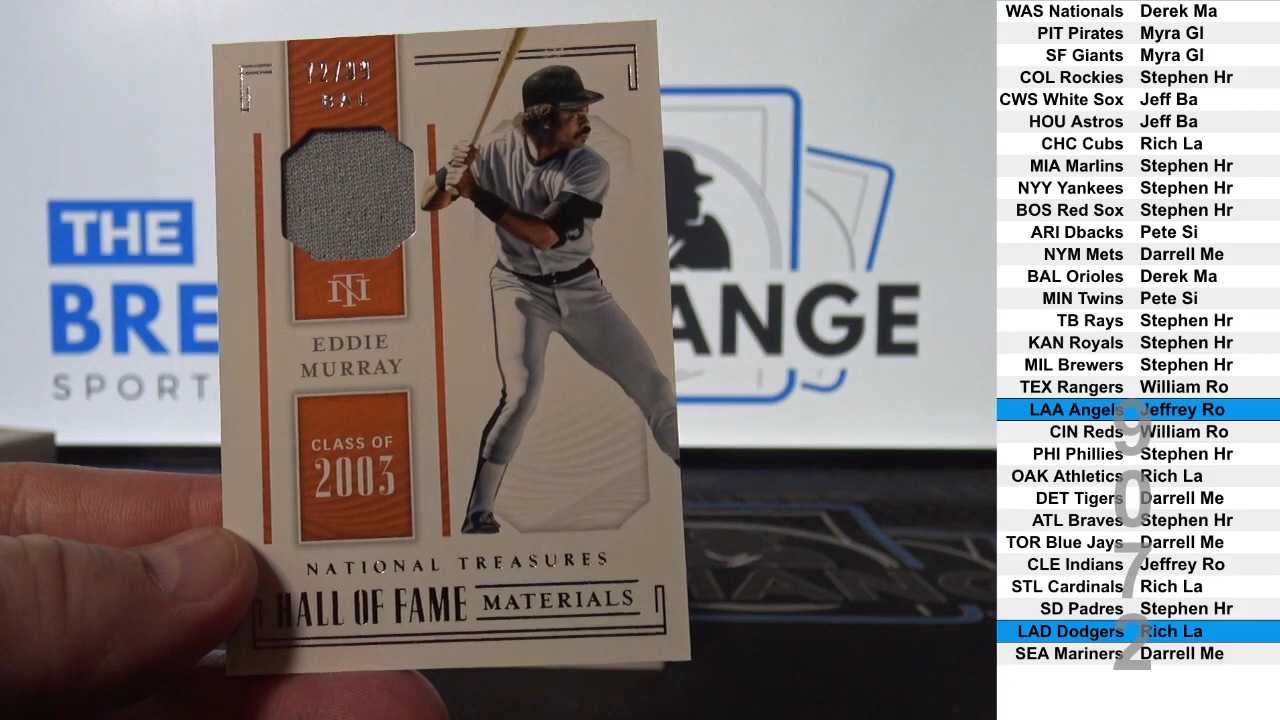 72/99
BAL
EDDIE
MURRAY
CLASS OF
2003
NATIONAL TREASURES
HALL OF FAME MATERIALS
THE
BRE
ANGE
SPORT
WAS Nationals Derek Ma
PIT Pirates Myra Gl
SF Giants Myra Gl
COL Rockies Stephen Hr
CWS White Sox Jeff Ba
HOU Astros Jeff Ba
CHC Cubs Rich La
MIA Marlins Stephen Hr
NYY Yankees Stephen Hr
BOS Red Sox Stephen Hr
ARI Dbacks Pete Si
NYM Mets Darrell Me
BAL Orioles Derek Ma
MIN Twins Pete Si
TB Rays Stephen Hr
KAN Royals Stephen Hr
MIL Brewers Stephen Hr
TEX Rangers William Ro
LAA Angels Jeffrey Ro
CIN Reds William Ro
PHI Phillies Stephen Hr
OAK Athletics Rich La
DET Tigers Darrell Me
ATL Braves Stephen Hr
TOR Blue Jays Darrell Me
CLE Indians Jeffrey Ro
STL Cardinals Rich La
SD Padres Stephen Hr
LAD Dodgers Rich La
SEA Mariners Darrell Me
9072